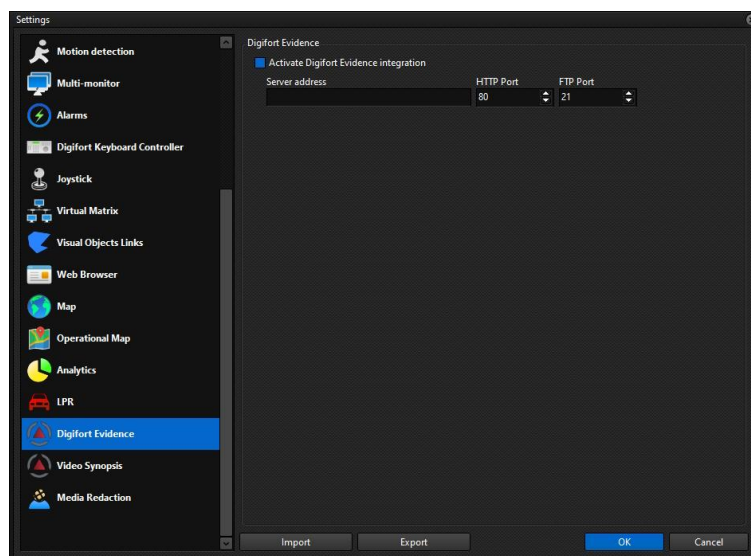 Settings
Motion detection
Multi-monitor
Alarms
Digifort Keyboard Controller
Joystick
Virtual Matrix
Visual Objects Links
Web Browser
Map
Operational Map
Analytics
LPR
Digifort Evidence
Video Synopsis
Media Redaction
Digifort Evidence
Activate Digifort Evidence integration
Server address HTTP Port FTP Port
80 21
Import Export OK Cancel